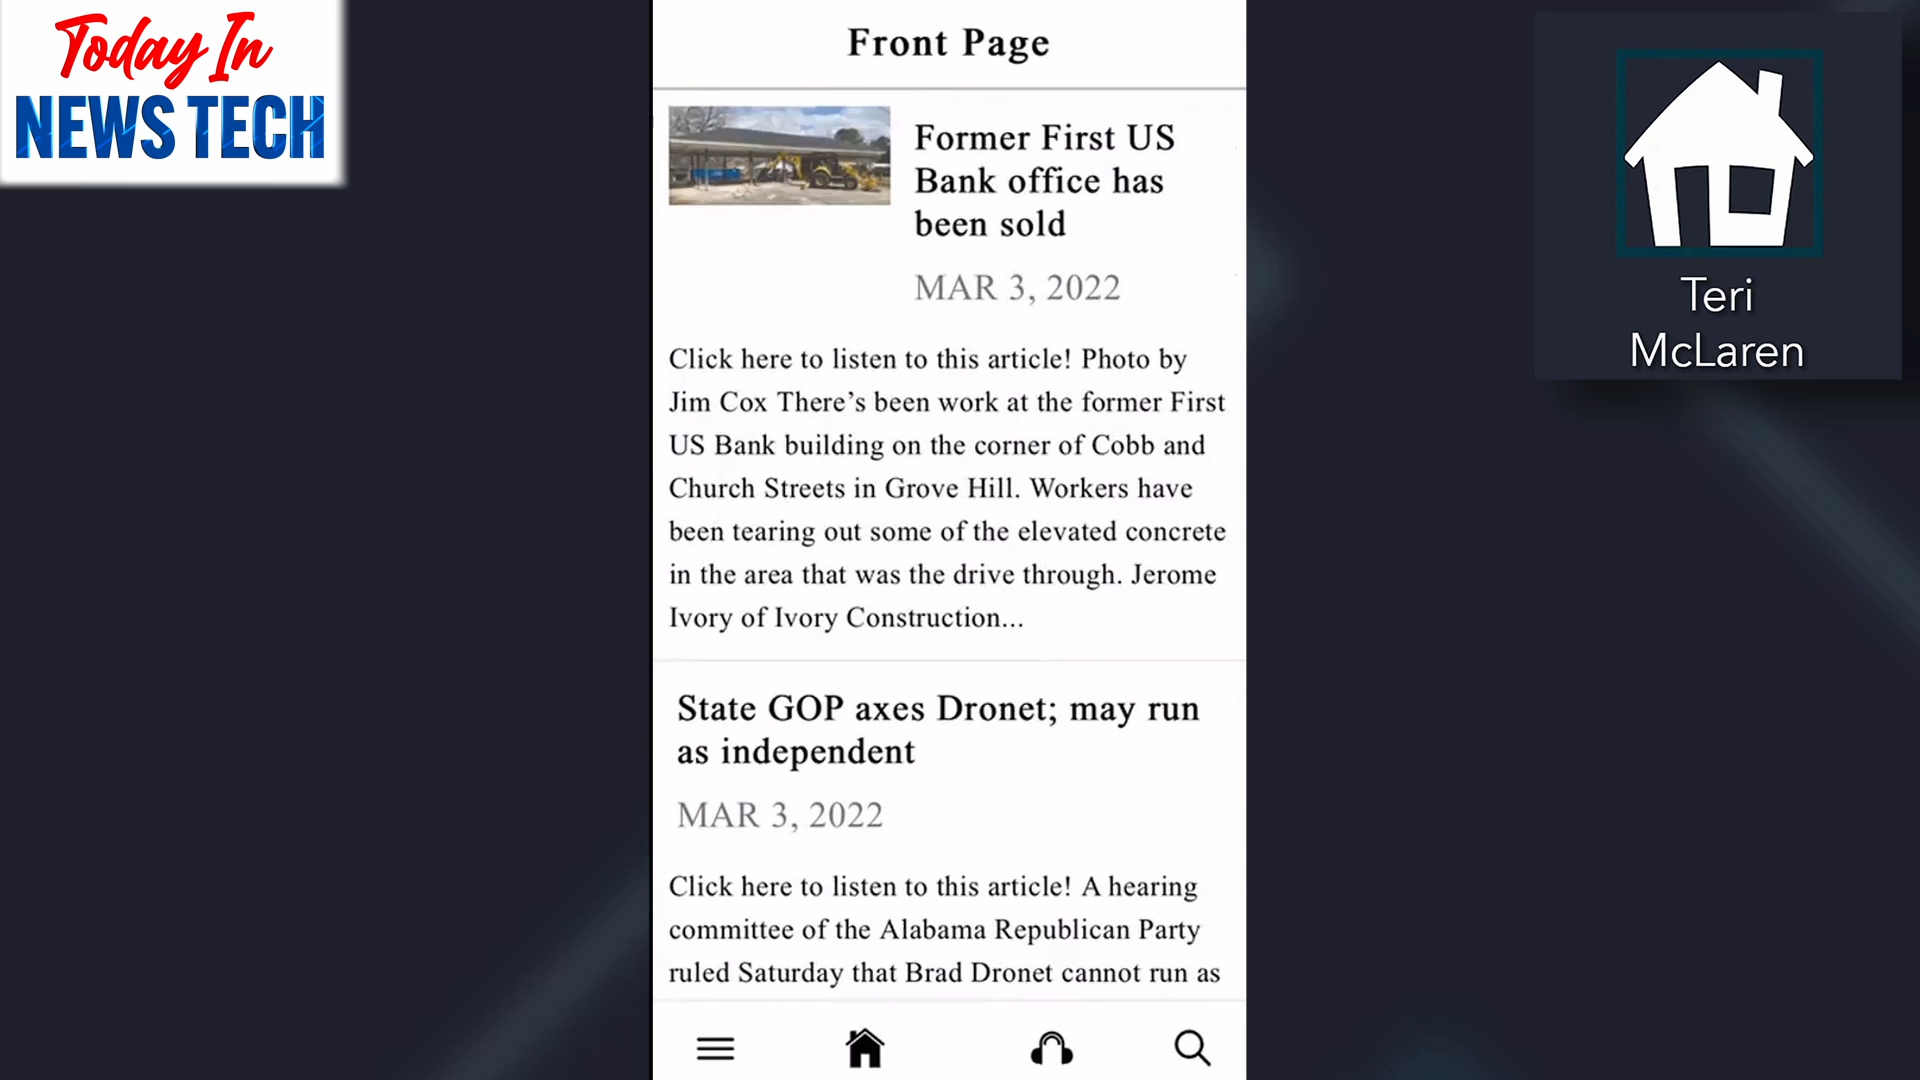 Today In
NEWS TECH
Front Page
Former First US
Bank office has
been sold
MAR 3, 2022
Click here to listen to this article! Photo by
Jim Cox There’s been work at the former First
US Bank building on the corner of Cobb and
Church Streets in Grove Hill. Workers have
been tearing out some of the elevated concrete
in the area that was the drive through. Jerome
Ivory of Ivory Construction...
State GOP axes Dronet; may run
as independent
MAR 3, 2022
Click here to listen to this article! A hearing
committee of the Alabama Republican Party
ruled Saturday that Brad Dronet cannot run as
Teri
McLaren